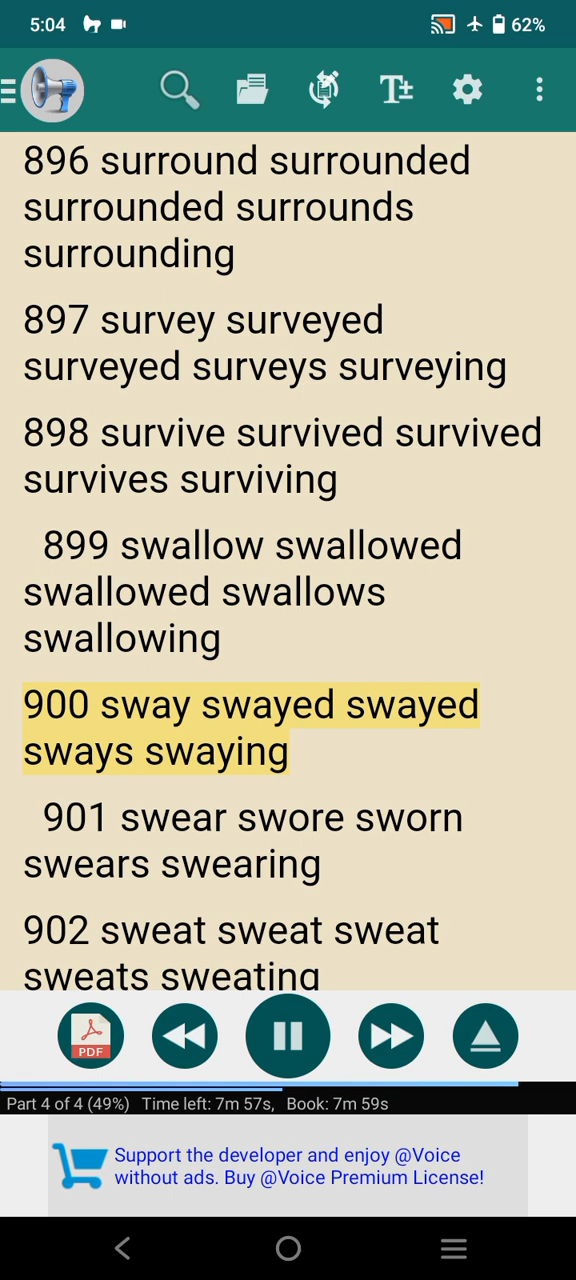 5:04
62%
T±
896 surround surrounded
surrounded surrounds
surrounding
897 survey surveyed
surveyed surveys surveying
898 survive survived survived
survives surviving
899 swallow swallowed
swallowed swallows
swallowing
900 sway swayed swayed
sways swaying
901 swear swore sworn
swears swearing
902 sweat sweat sweat
sweats sweating
PDF
Part 4 of 4 (49%) Time left: 7m 57s, Book: 7m 59s
Support the developer and enjoy @Voice
without ads. Buy @Voice Premium License!